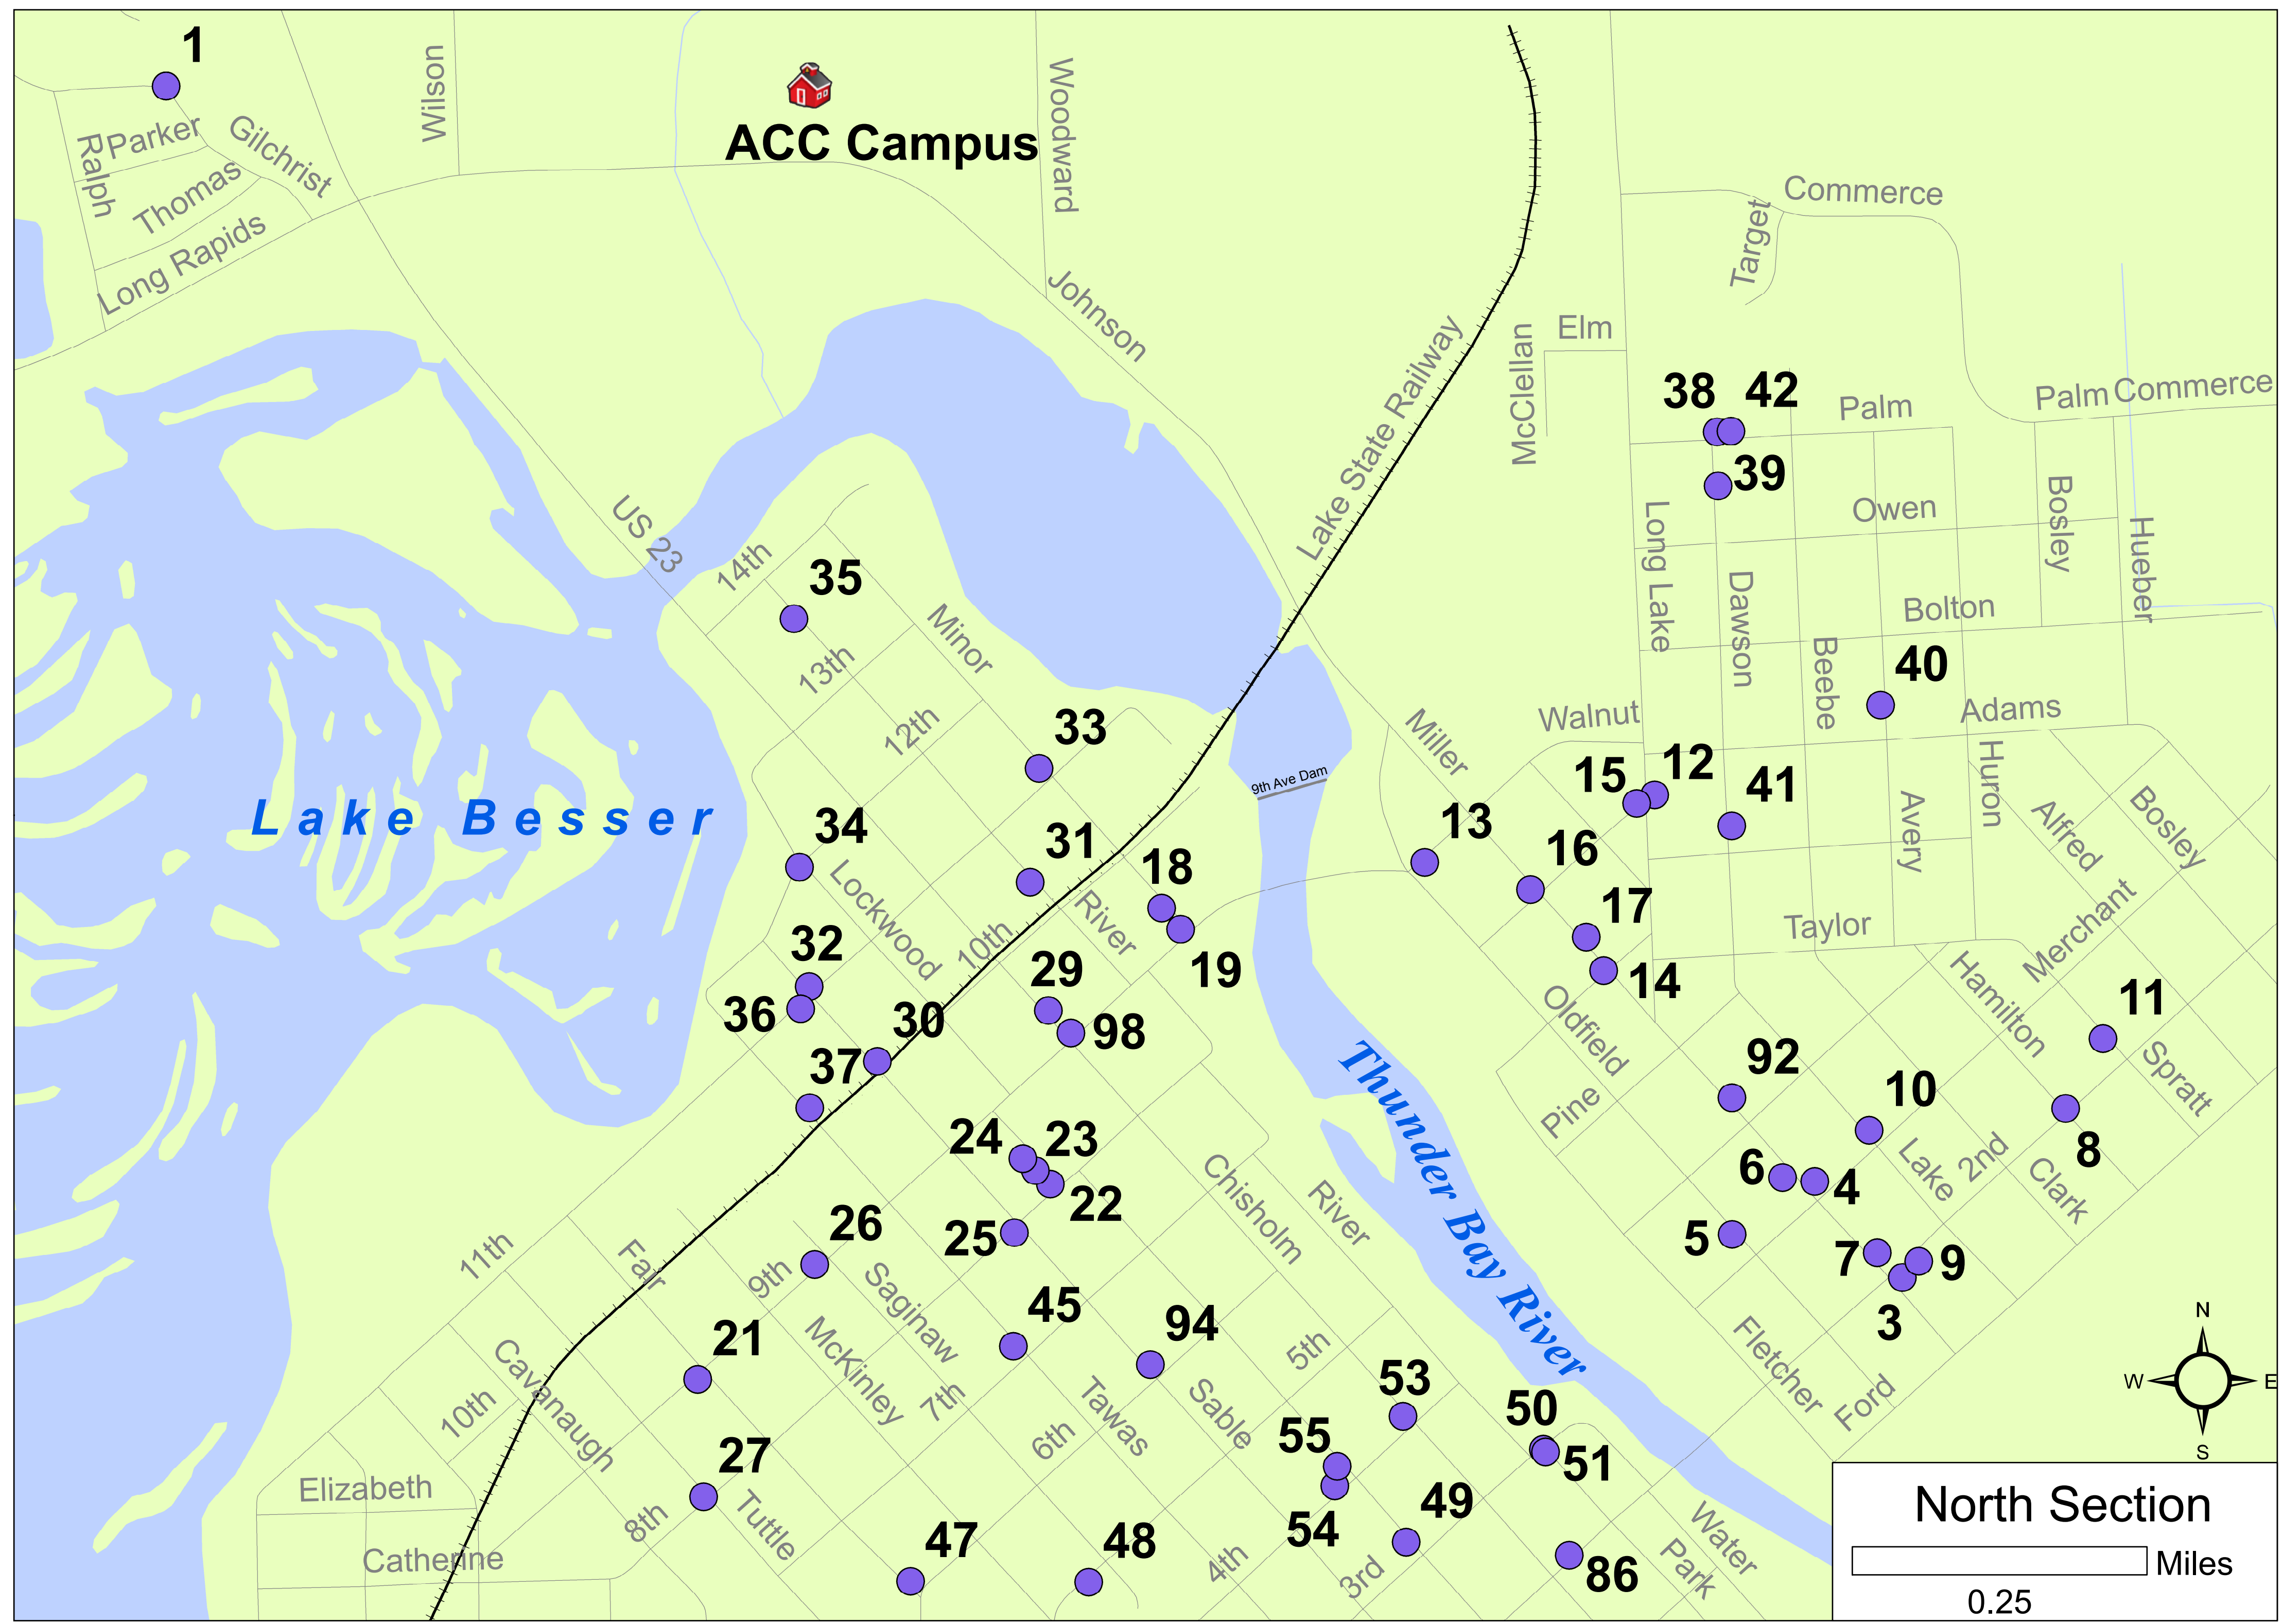 1
Wilson
ACC Campus
Woodward
Parker
Gilchrist
Ralph
Thomas
Long Rapids
Commerce
Target
Johnson
Elm
McClellan
Lake State Railway
38
42
Palm
Palm
Commerce
39
Owen
Bosley
Hueber
Long Lake
US 23
14th
35
Minor
Dawson
Bolton
13th
Beebe
40
12th
33
Walnut
Adams
Miller
Huron
9th Ave Dam
15
12
41
Lake Besser
34
31
13
16
Avery
Alfred
Bosley
Lockwood
18
River
17
Taylor
Merchant
32
10th
29
19
14
Hamilton
11
36
30
98
Oldfield
37
92
Spratt
Thunder Bay River
Pine
10
24
23
2nd
8
22
Chisholm
River
6
4
Lake
Clark
26
25
5
7
9
11th
Fair
9th
Saginaw
45
94
3
N
21
McKinley
5th
Fletcher
W
E
Cavanaugh
7th
Tawas
Sable
53
50
Ford
10th
6th
55
51
S
27
Elizabeth
8th
Tuttle
54
49
North Section
47
48
4th
3rd
86
Water
Park
Catherine
Miles
0.25